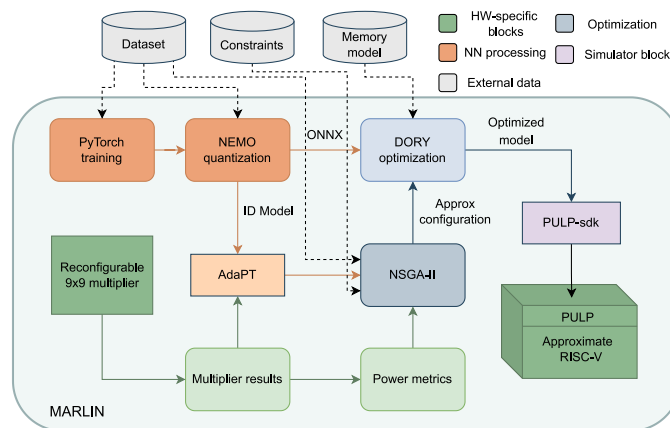 Dataset
Constraints
Memory
model
HW-specific
blocks
Optimization
NN processing
Simulator block
External data
PyTorch
training
NEMO
quantization
ONNX
DORY
optimization
Optimized
model
ID Model
Approx
configuration
PULP-sdk
Reconfigurable
9x9 multiplier
AdaPT
NSGA-II
PULP
Approximate
RISC-V
Multiplier results
Power metrics
MARLIN